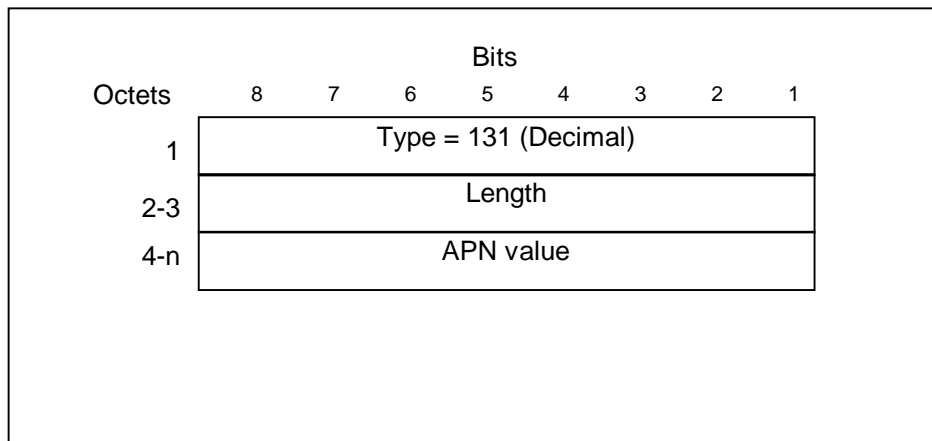 Bits
Octets 8 7 6 5 4 3 2 1
1 Type = 131 (Decimal)
2-3 Length
4-n APN value